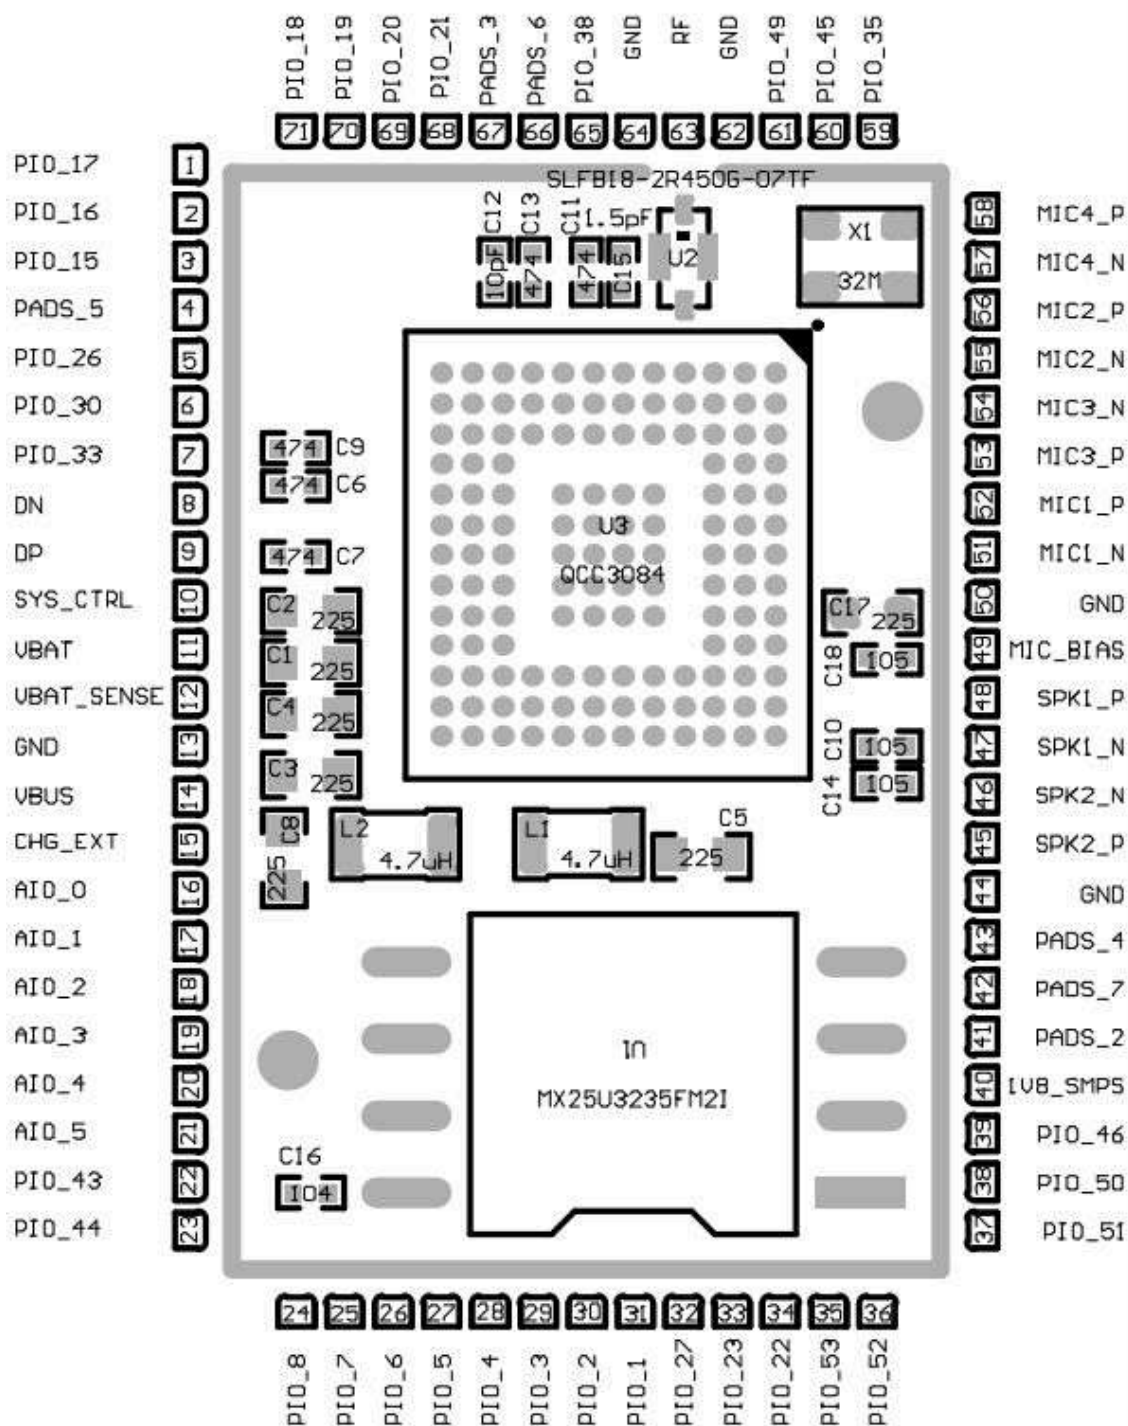 PIO_18
PIO_19
PIO_20
PIO_21
PADS_3
PADS_6
PIO_38
GND
RF
GND
PIO_49
PIO_45
PIO_35
71 70 69 68 67 66 65 64 63 62 61 60 59
PIO_17 1
PIO_16 2
PIO_15 3
PADS_5 4
PIO_26 5
PIO_30 6
PIO_33 7
DN 8
DP 9
SYS_CTRL 10
VBAT 11
VBAT_SENSE 12
GND 13
VBUS 14
CHG_EXT 15
AIO_0 16
AIO_1 17
AIO_2 18
AIO_3 19
AIO_4 20
AIO_5 21
PIO_43 22
PIO_44 23
SLFB18-2R450G-07TF
C12
C13
C11
1.5pF
10pF
474
474
C15
U2
X1
32M
474 C9
474 C6
474 C7
C2 225
C1 225
C4 225
C3 225
C8
225
U3
QCC3084
C17 225
C18 105
C10 105
C14 105
L2 4.7uH
L1 4.7uH
C5
225
U1
MX25U3235FM2I
C16
104
58 MIC4_P
57 MIC4_N
56 MIC2_P
55 MIC2_N
54 MIC3_N
53 MIC3_P
52 MIC1_P
51 MIC1_N
50 GND
49 MIC_BIAS
48 SPK1_P
47 SPK1_N
46 SPK2_N
45 SPK2_P
44 GND
43 PADS_4
42 PADS_7
41 PADS_2
40 1V8_SMPS
39 PIO_46
38 PIO_50
37 PIO_51
24 25 26 27 28 29 30 31 32 33 34 35 36
PIO_8
PIO_7
PIO_6
PIO_5
PIO_4
PIO_3
PIO_2
PIO_1
PIO_27
PIO_23
PIO_22
PIO_53
PIO_52